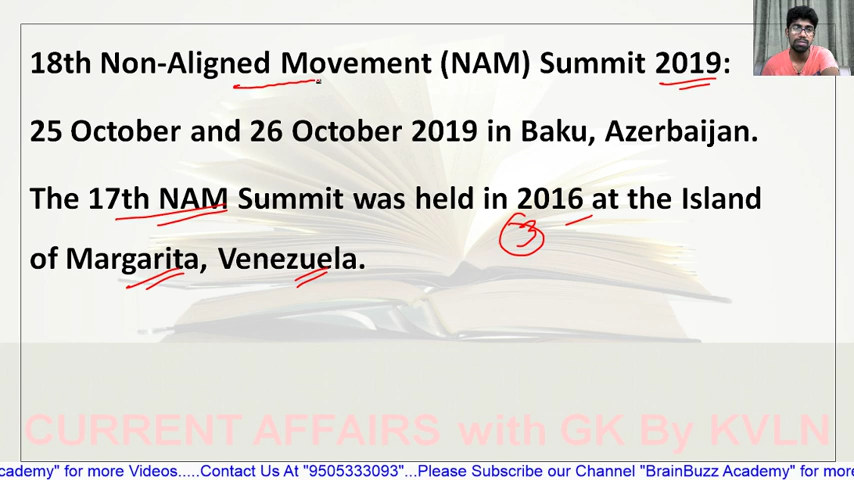 18th Non-Aligned Movement (NAM) Summit 2019:
25 October and 26 October 2019 in Baku, Azerbaijan.
The 17th NAM Summit was held in 2016 at the Island
3
of Margarita, Venezuela.
CURRENT AFFAIRS with GK By KVLN
cademy" for more Videos.....Contact Us At "9505333093"...Please Subscribe our Channel "BrainBuzz Academy" for more